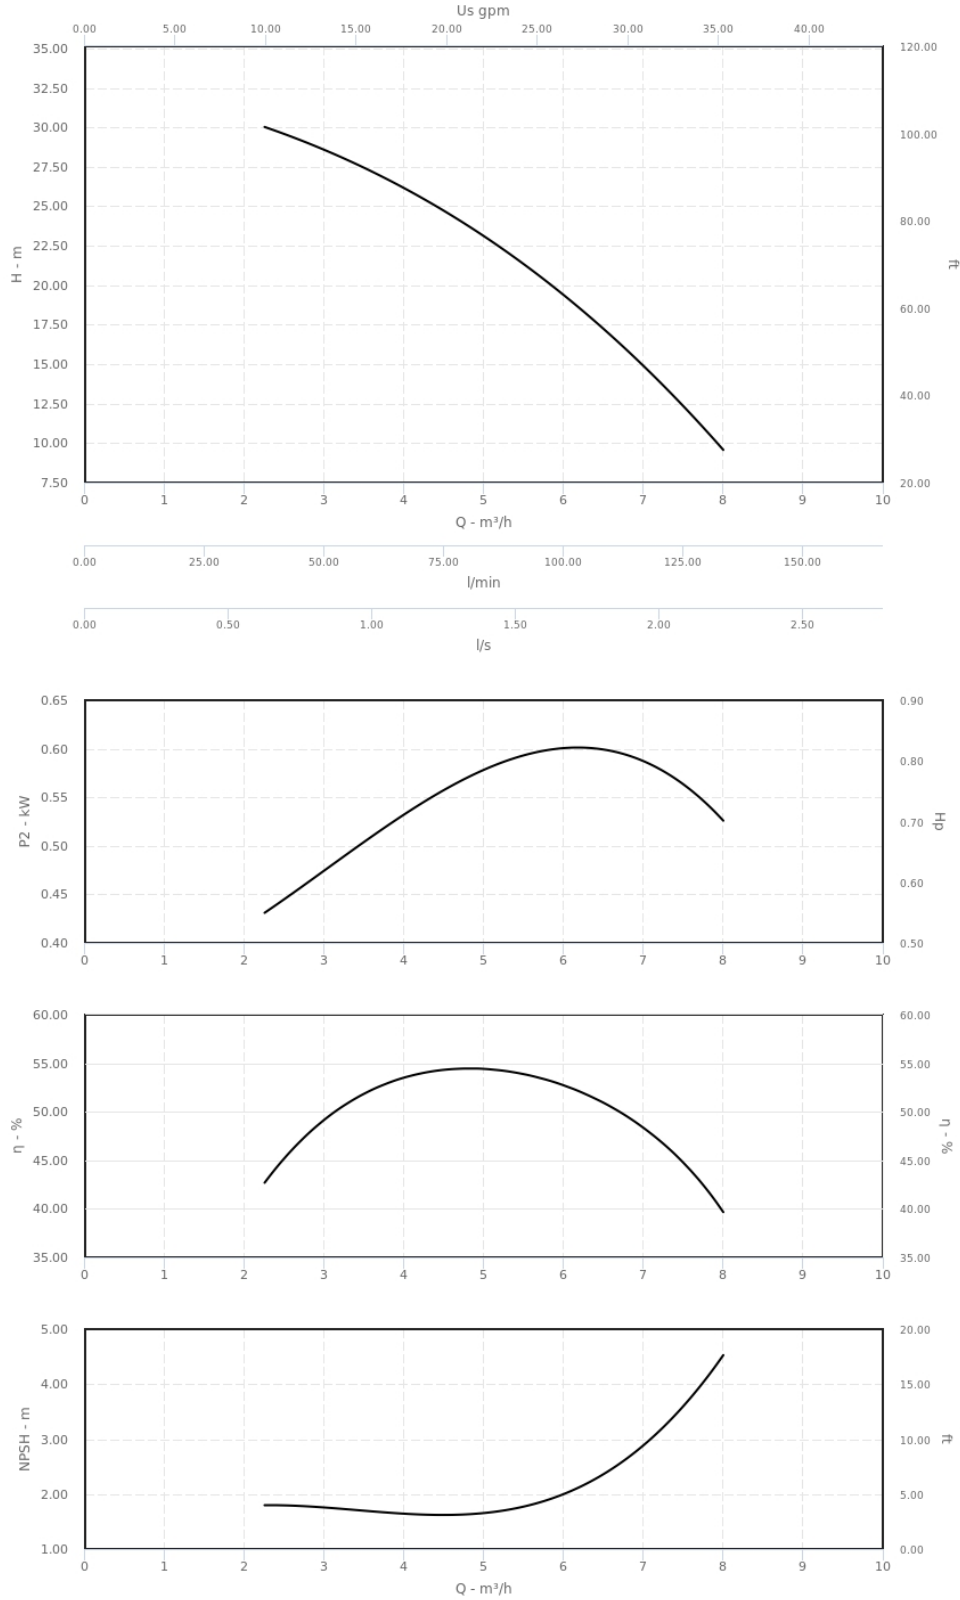 Us gpm
0.00 5.00 10.00 15.00 20.00 25.00 30.00 35.00 40.00
35.00 120.00
32.50
30.00 100.00
27.50
25.00 80.00
22.50
H - m ft
20.00 60.00
17.50
15.00
12.50 40.00
10.00
7.50 20.00
0 1 2 3 4 5 6 7 8 9 10
Q - m³/h
0.00 25.00 50.00 75.00 100.00 125.00 150.00
l/min
0.00 0.50 1.00 1.50 2.00 2.50
l/s
0.65 0.90
0.60 0.80
0.55
P2 - kW Hp
0.50 0.70
0.45 0.60
0.40 0.50
0 1 2 3 4 5 6 7 8 9 10
60.00 60.00
55.00 55.00
50.00 50.00
η - % η - %
45.00 45.00
40.00 40.00
35.00 35.00
0 1 2 3 4 5 6 7 8 9 10
5.00 20.00
4.00 15.00
NPSH - m ft
3.00 10.00
2.00 5.00
1.00 0.00
0 1 2 3 4 5 6 7 8 9 10
Q - m³/h